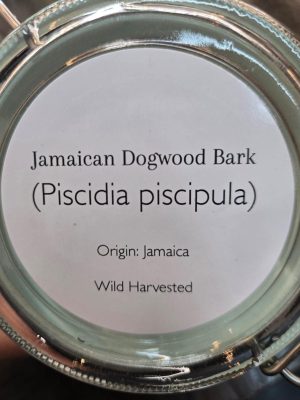 Jamaican Dogwood Bark
(Piscidia piscipula)
Origin: Jamaica
Wild Harvested